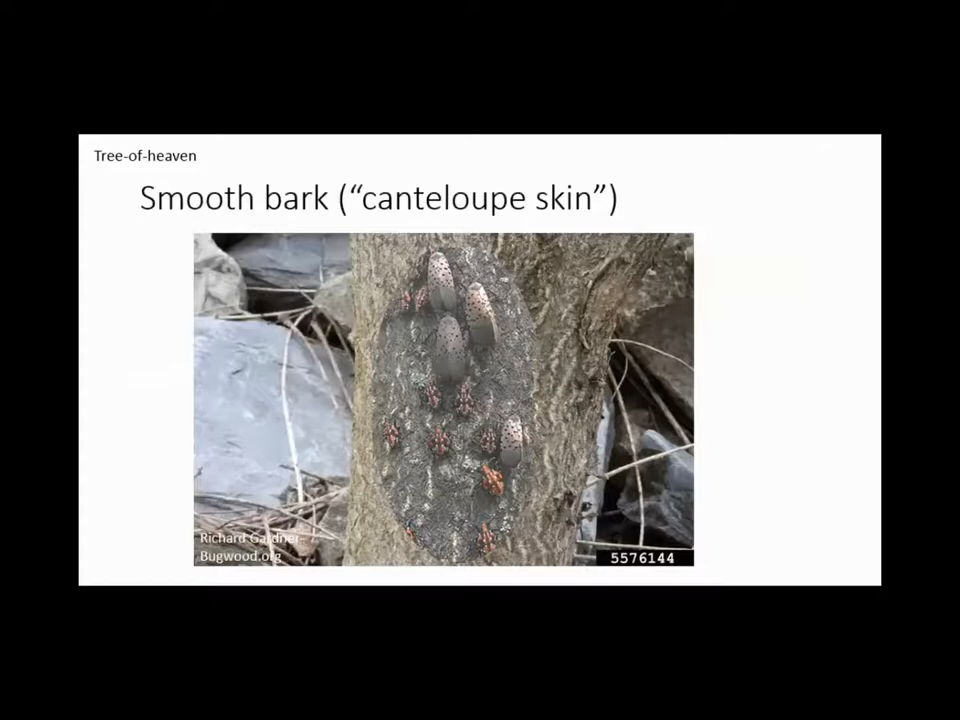 Tree-of-heaven
Smooth bark (“canteloupe skin”)
Richard Gardner-
Bugwood.org
5576144